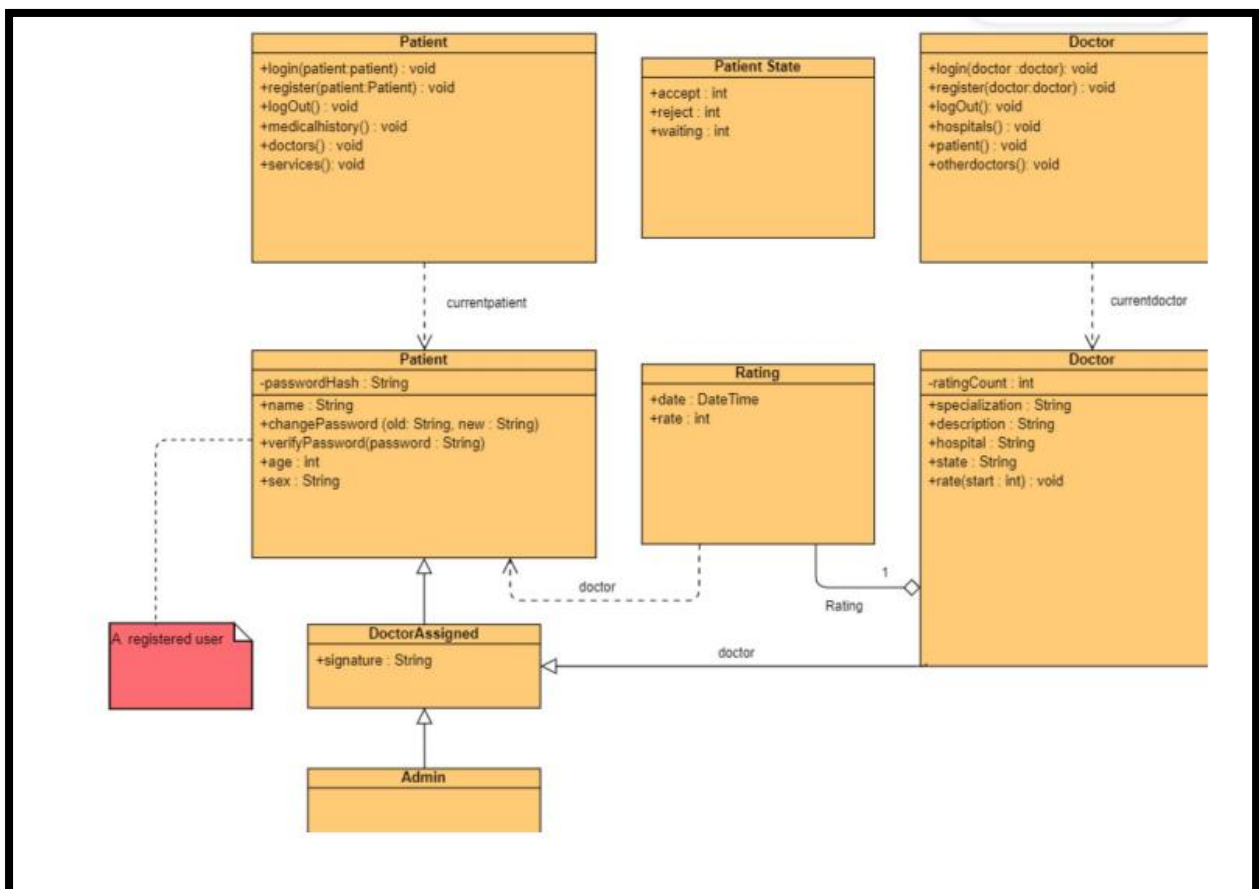 Patient
+login(patient:patient) : void
+register(patient:Patient) : void
+logOut() : void
+medicalhistory() : void
+doctors() : void
+services(): void
Patient State
+accept : int
+reject : int
+waiting : int
Doctor
+login(doctor :doctor): void
+register(doctor:doctor) : void
+logOut(): void
+hospitals() : void
+patient() : void
+otherdoctors(): void
currentpatient
currentdoctor
Patient
-passwordHash : String
+name : String
+changePassword (old: String, new : String)
+verifyPassword(password : String)
+age : int
+sex : String
Rating
+date : DateTime
+rate : int
Doctor
-ratingCount : int
+specialization : String
+description : String
+hospital : String
+state : String
+rate(start : int) : void
doctor
1
Rating
A registered user
DoctorAssigned
+signature : String
doctor
Admin